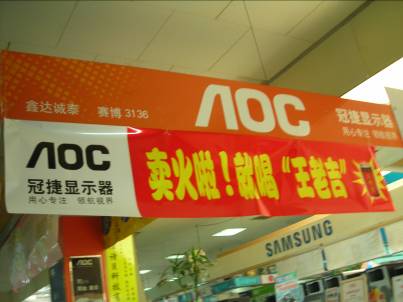 鑫达诚泰 赛博 3136
AOC
冠捷显示器
用心专注 领航视界
AOC
冠捷显示器
用心专注 领航视界
卖火啦！就喝“王老吉”
SAMSUNG
AOC